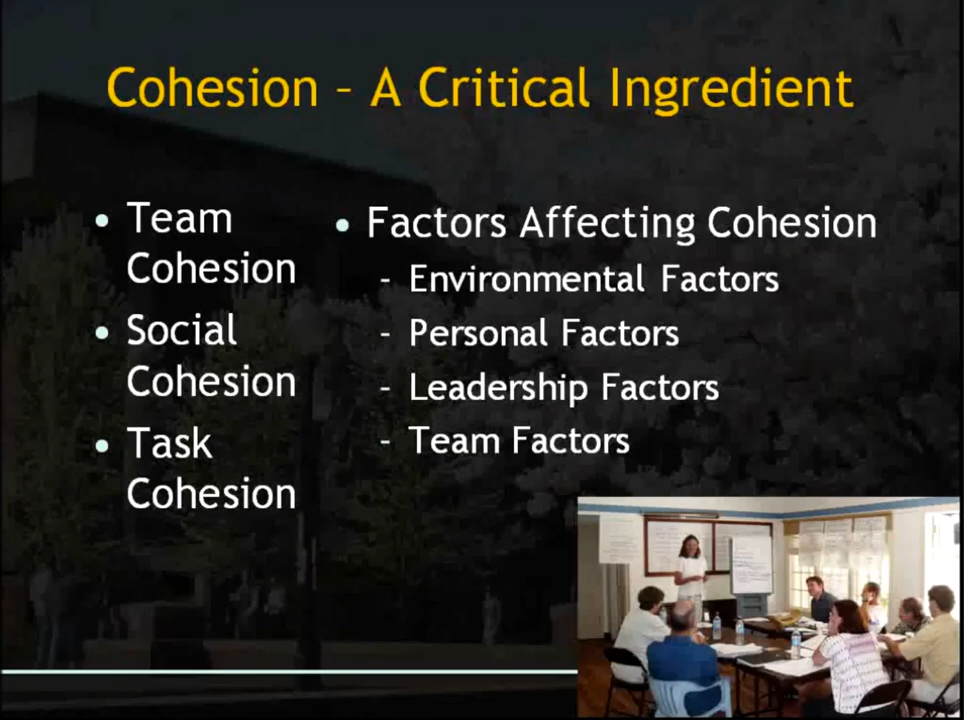 Cohesion – A Critical Ingredient
• Team
Cohesion
• Social
Cohesion
• Task
Cohesion
• Factors Affecting Cohesion
– Environmental Factors
– Personal Factors
– Leadership Factors
– Team Factors